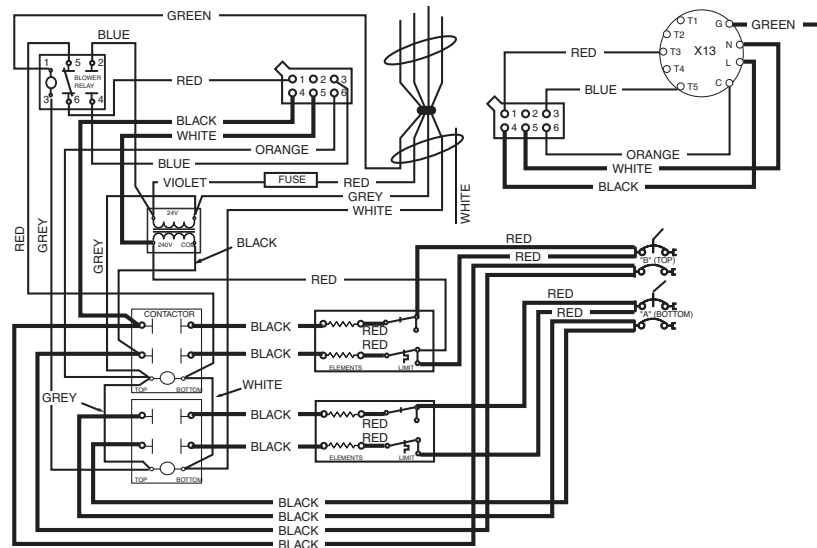 GREEN
T1
G
GREEN
T2
N
BLUE
X13
RED
T3
L
1
5
2
BLOWER
RELAY
RED
1 2 3
T4
BLUE
T5
C
3
6
4
4 5 6
1 2 3
BLACK
4 5 6
WHITE
ORANGE
ORANGE
BLUE
WHITE
VIOLET
FUSE
RED
BLACK
GREY
WHITE
WHITE
24V
RED
GREY
GREY
240V
COM
BLACK
RED
RED
"B" (TOP)
RED
RED
CONTACTOR
RED
"A" (BOTTOM)
BLACK
RED
RED
BLACK
ELEMENTS
LIMIT
TOP
BOTTOM
WHITE
GREY
BLACK
RED
RED
BLACK
ELEMENTS
LIMIT
TOP
BOTTOM
BLACK
BLACK
BLACK
BLACK